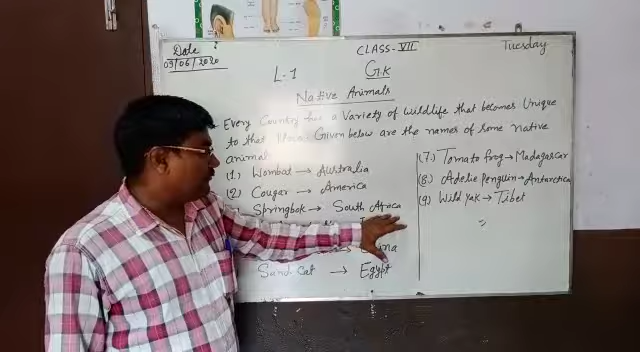 Date
09/06/2020
CLASS-VII
Tuesday
L-1
G.K
Native Animals
Every Country has a Variety of Wildlife that becomes Unique
to that Place. Given below are the names of some native
animals
(1.) Wombat → Australia
(2) Cougar → America
Springbok → South Africa
Sand Cat → Egypt
(7.) Tomato frog → Madagascar
(8.) Adelie Penguin → Antarctica
(9) Wild Yak → Tibet